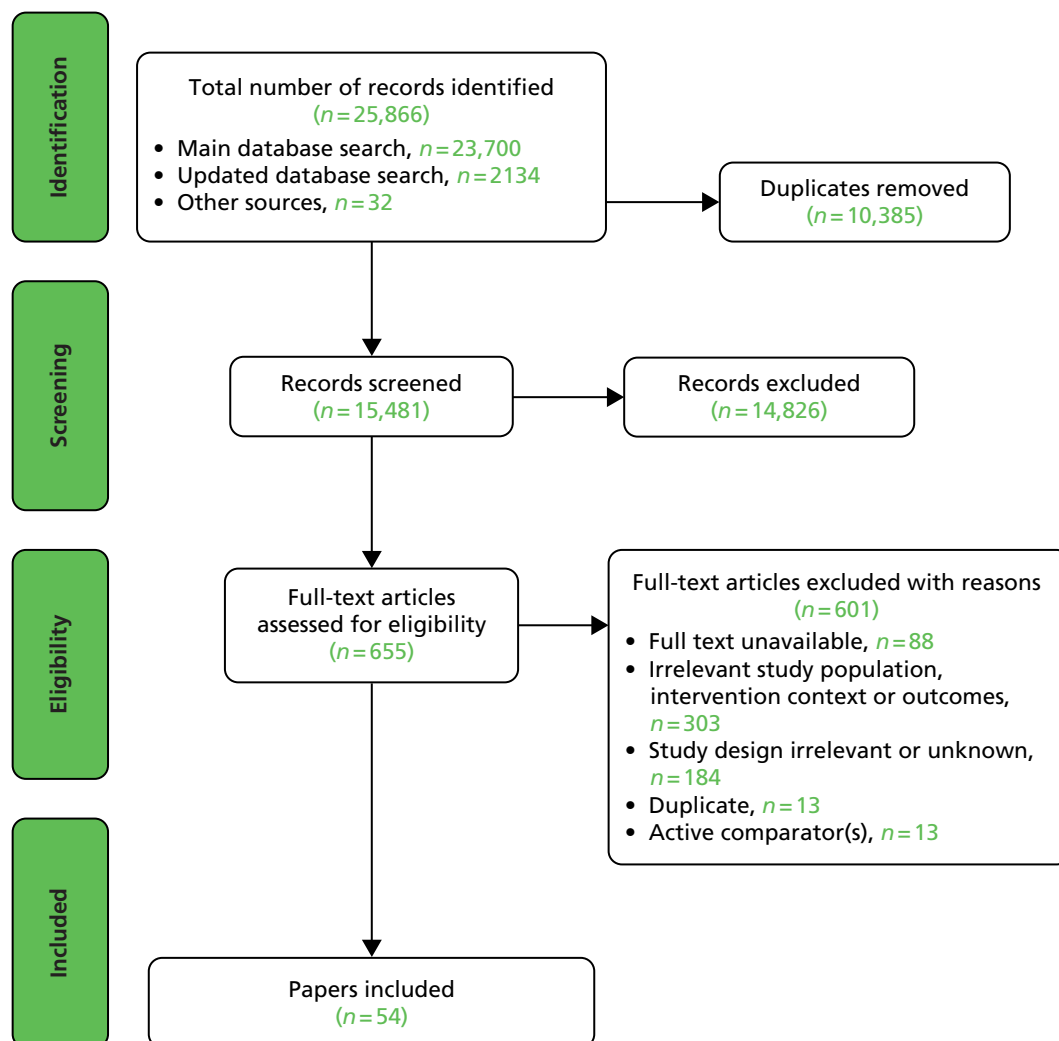 Identification
Total number of records identified
(n = 25,866)
• Main database search, n = 23,700
• Updated database search, n = 2134
• Other sources, n = 32
Duplicates removed
(n = 10,385)
Screening
Records screened
(n = 15,481)
Records excluded
(n = 14,826)
Eligibility
Full-text articles
assessed for eligibility
(n = 655)
Full-text articles excluded with reasons
(n = 601)
• Full text unavailable, n = 88
• Irrelevant study population,
intervention context or outcomes,
n = 303
• Study design irrelevant or unknown,
n = 184
• Duplicate, n = 13
• Active comparator(s), n = 13
Included
Papers included
(n = 54)